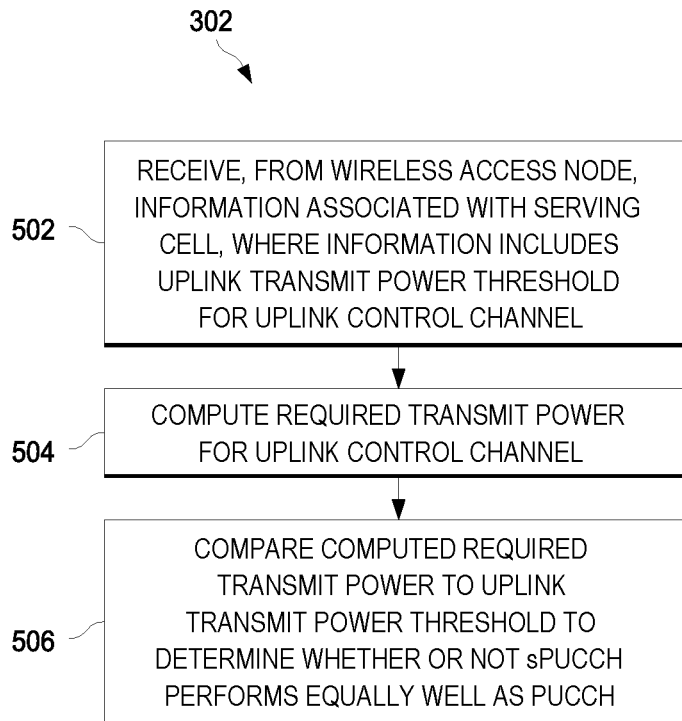 302
502
RECEIVE, FROM WIRELESS ACCESS NODE,
INFORMATION ASSOCIATED WITH SERVING
CELL, WHERE INFORMATION INCLUDES
UPLINK TRANSMIT POWER THRESHOLD
FOR UPLINK CONTROL CHANNEL
504
COMPUTE REQUIRED TRANSMIT POWER
FOR UPLINK CONTROL CHANNEL
506
COMPARE COMPUTED REQUIRED
TRANSMIT POWER TO UPLINK
TRANSMIT POWER THRESHOLD TO
DETERMINE WHETHER OR NOT sPUCCH
PERFORMS EQUALLY WELL AS PUCCH